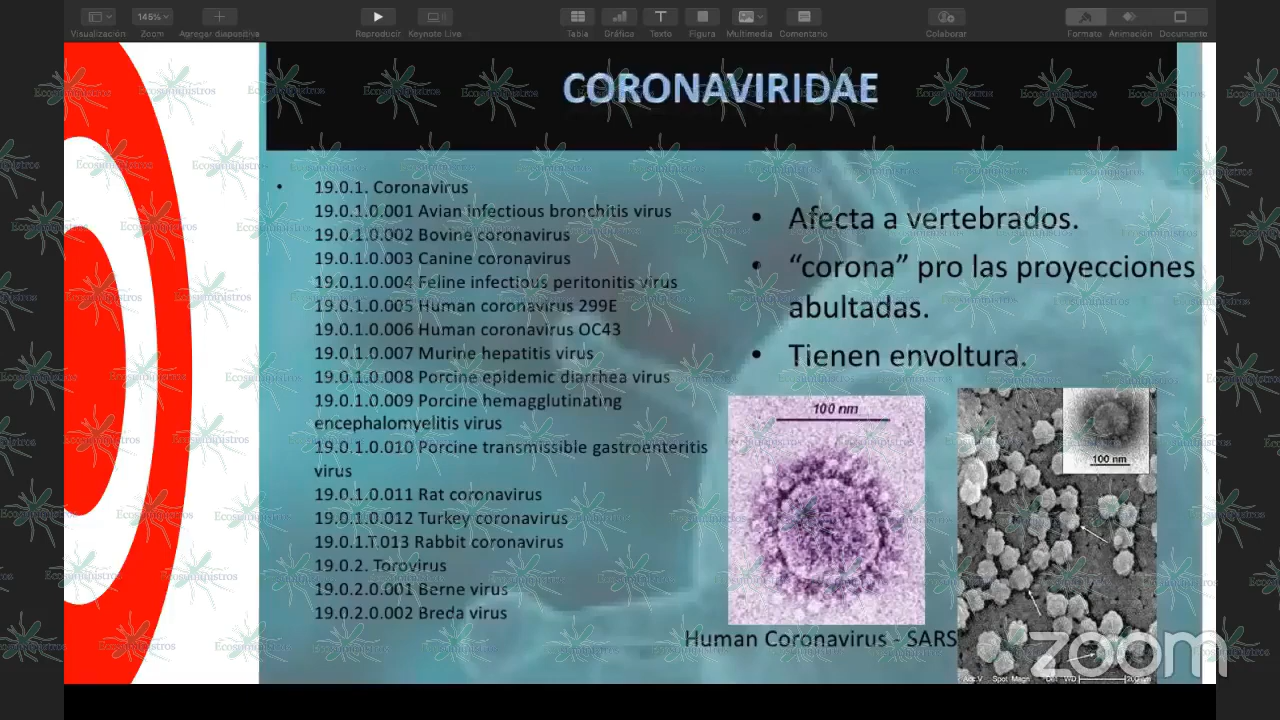 Visualización
145%
Zoom
Agregar diapositiva
Reproducir
Keynote Live
Tabla
Gráfico
Texto
Figura
Multimedia
Comentario
Colaborar
Formato
Animación
Documento
CORONAVIRIDAE
• 19.0.1. Coronavirus
19.0.1.0.001 Avian infectious bronchitis virus
19.0.1.0.002 Bovine coronavirus
19.0.1.0.003 Canine coronavirus
19.0.1.0.004 Feline infectious peritonitis virus
19.0.1.0.005 Human coronavirus 299E
19.0.1.0.006 Human coronavirus OC43
19.0.1.0.007 Murine hepatitis virus
19.0.1.0.008 Porcine epidemic diarrhea virus
19.0.1.0.009 Porcine hemagglutinating
encephalomyelitis virus
19.0.1.0.010 Porcine transmissible gastroenteritis
virus
19.0.1.0.011 Rat coronavirus
19.0.1.0.012 Turkey coronavirus
19.0.1.T.013 Rabbit coronavirus
19.0.2. Torovirus
19.0.2.0.001 Berne virus
19.0.2.0.002 Breda virus
• Afecta a vertebrados.
• “corona” pro las proyecciones
abultadas.
• Tienen envoltura.
100 nm
100 nm
Human Coronavirus - SARS
Acc.V Spot Magn Det WD 200 nm
zoom
Ecosuministros